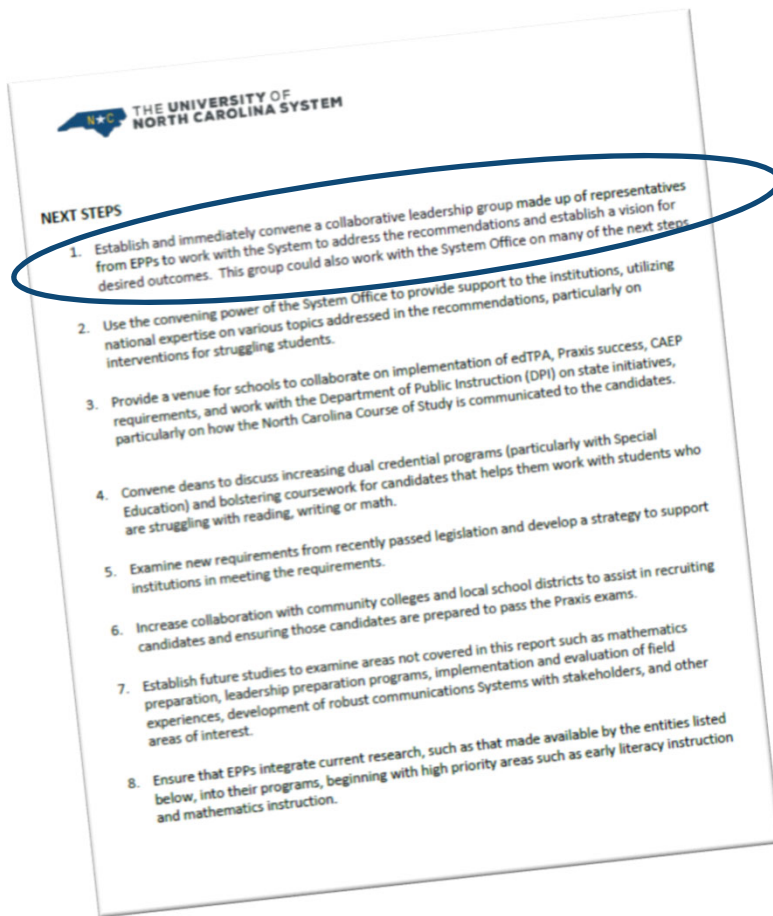 N★C
THE UNIVERSITY OF
NORTH CAROLINA SYSTEM
NEXT STEPS
1. Establish and immediately convene a collaborative leadership group made up of representatives
from EPPs to work with the System to address the recommendations and establish a vision for
desired outcomes. This group could also work with the System Office on many of the next steps
2. Use the convening power of the System Office to provide support to the institutions, utilizing
national expertise on various topics addressed in the recommendations, particularly on
interventions for struggling students.
3. Provide a venue for schools to collaborate on implementation of edTPA, Praxis success, CAEP
requirements, and work with the Department of Public Instruction (DPI) on state initiatives,
particularly on how the North Carolina Course of Study is communicated to the candidates.
4. Convene deans to discuss increasing dual credential programs (particularly with Special
Education) and bolstering coursework for candidates that helps them work with students who
are struggling with reading, writing or math.
5. Examine new requirements from recently passed legislation and develop a strategy to support
institutions in meeting the requirements.
6. Increase collaboration with community colleges and local school districts to assist in recruiting
candidates and ensuring those candidates are prepared to pass the Praxis exams.
7. Establish future studies to examine areas not covered in this report such as mathematics
preparation, leadership preparation programs, implementation and evaluation of field
experiences, development of robust communications Systems with stakeholders, and other
areas of interest.
8. Ensure that EPPs integrate current research, such as that made available by the entities listed
below, into their programs, beginning with high priority areas such as early literacy instruction
and mathematics instruction.